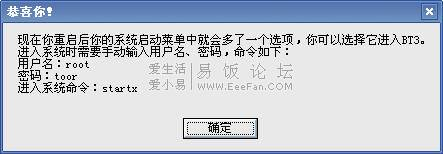 恭喜你!
现在你重启后你的系统启动菜单中就会多了一个选项，你可以选择它进入BT3。
进入系统时需要手动输入用户名、密码，命令如下：
用户名：root
密码：toor
进入系统命令：startx
爱生活
爱小易
易饭论坛
www.EeeFan.com
确定